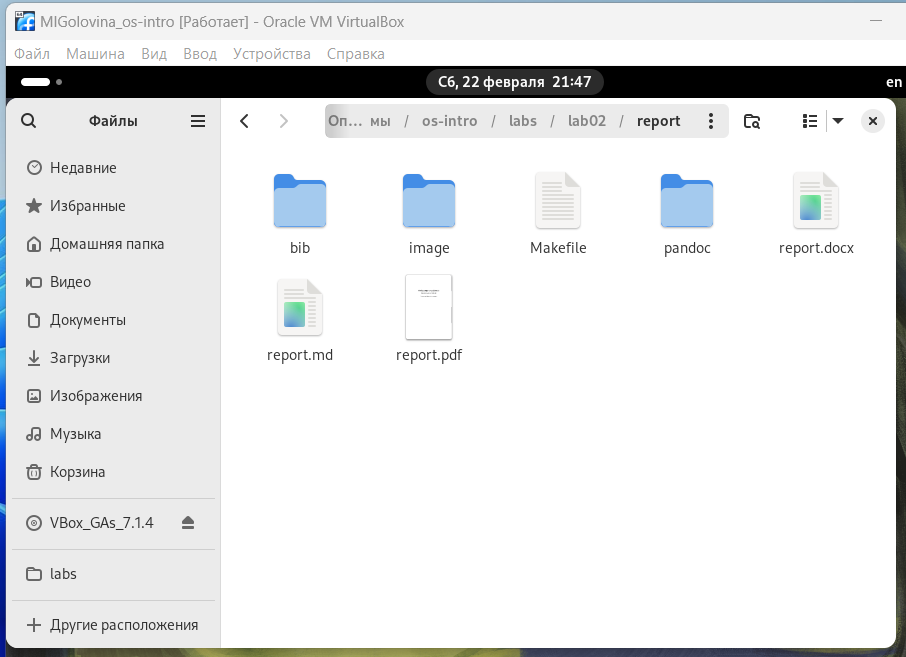 MIGolovina_os-intro [Работает] - Oracle VM VirtualBox
Файл Машина Вид Ввод Устройства Справка
Сб, 22 февраля 21:47
en
Файлы
Оп… мы / os-intro / labs / lab02 / report
Недавние
Избранные
Домашняя папка
Видео
Документы
Загрузки
Изображения
Музыка
Корзина
VBox_GAs_7.1.4
labs
Другие расположения
bib image Makefile pandoc report.docx
report.md report.pdf